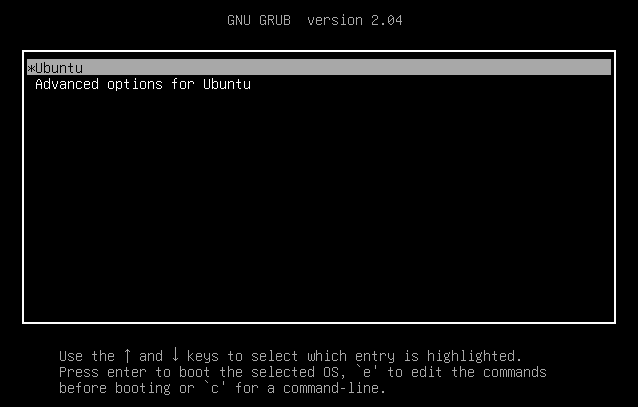 GNU GRUB  version 2.04
*Ubuntu
Advanced options for Ubuntu
Use the ↑ and ↓ keys to select which entry is highlighted.
Press enter to boot the selected OS, `e' to edit the commands
before booting or `c' for a command-line.